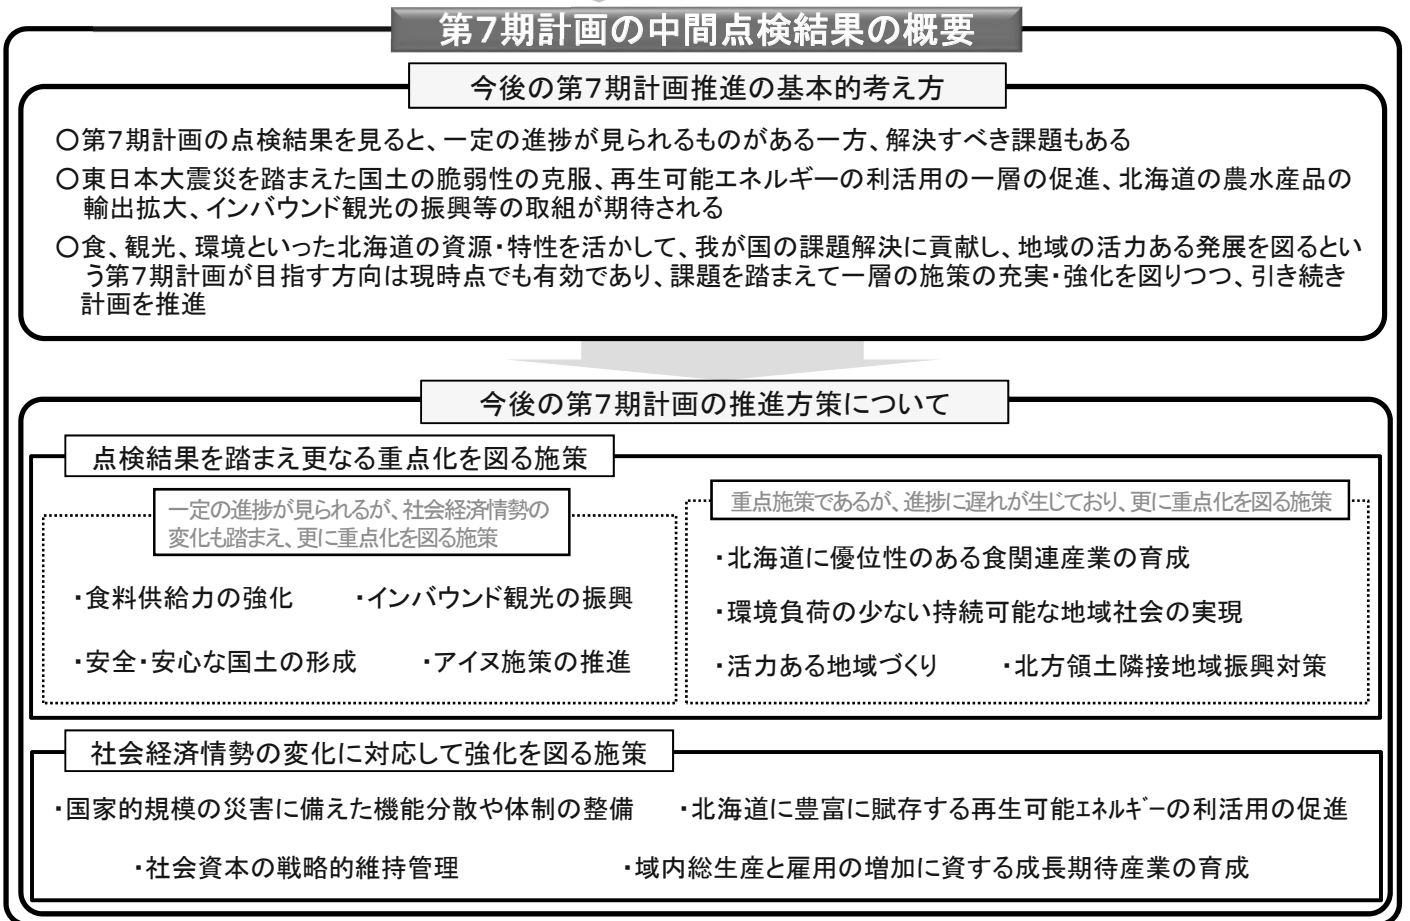 第７期計画の中間点検結果の概要
今後の第７期計画推進の基本的考え方
○第７期計画の点検結果を見ると、一定の進捗が見られるものがある一方、解決すべき課題もある
○東日本大震災を踏まえた国土の脆弱性の克服、再生可能エネルギーの利活用の一層の促進、北海道の農水産品の
輸出拡大、インバウンド観光の振興等の取組が期待される
○食、観光、環境といった北海道の資源・特性を活かして、我が国の課題解決に貢献し、地域の活力ある発展を図るとい
う第７期計画が目指す方向は現時点でも有効であり、課題を踏まえて一層の施策の充実・強化を図りつつ、引き続き
計画を推進
今後の第７期計画の推進方策について
点検結果を踏まえ更なる重点化を図る施策
一定の進捗が見られるが、社会経済情勢の
変化も踏まえ、更に重点化を図る施策
・食料供給力の強化　・インバウンド観光の振興
・安全・安心な国土の形成　・アイヌ施策の推進
重点施策であるが、進捗に遅れが生じており、更に重点化を図る施策
・北海道に優位性のある食関連産業の育成
・環境負荷の少ない持続可能な地域社会の実現
・活力ある地域づくり　・北方領土隣接地域振興対策
社会経済情勢の変化に対応して強化を図る施策
・国家的規模の災害に備えた機能分散や体制の整備　・北海道に豊富に賦存する再生可能ｴﾈﾙｷﾞｰの利活用の促進
・社会資本の戦略的維持管理　・域内総生産と雇用の増加に資する成長期待産業の育成